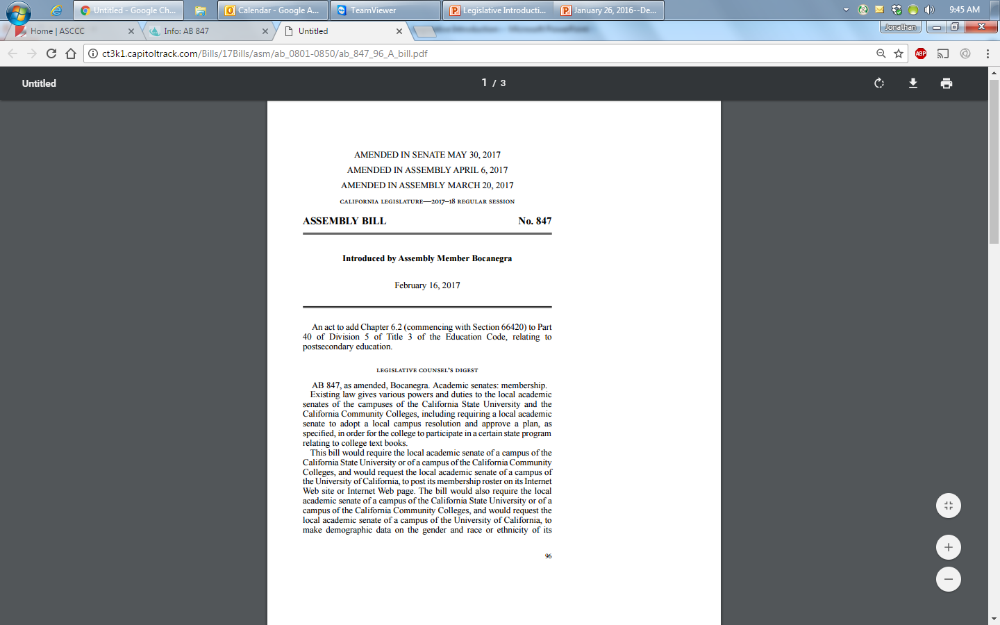 Untitled - Google Ch...
Calendar - Google A...
TeamViewer
Legislative Introducti...
January 26, 2016--De...
9:45 AM
Home | ASCCC
Info: AB 847
Untitled
Jonathan
ct3k1.capitoltrack.com/Bills/17Bills/asm/ab_0801-0850/ab_847_96_A_bill.pdf
ABP
Untitled
1 / 3
AMENDED IN SENATE MAY 30, 2017
AMENDED IN ASSEMBLY APRIL 6, 2017
AMENDED IN ASSEMBLY MARCH 20, 2017
CALIFORNIA LEGISLATURE—2017–18 REGULAR SESSION
ASSEMBLY BILL No. 847
Introduced by Assembly Member Bocanegra
February 16, 2017
An act to add Chapter 6.2 (commencing with Section 66420) to Part
40 of Division 5 of Title 3 of the Education Code, relating to
postsecondary education.
LEGISLATIVE COUNSEL'S DIGEST
AB 847, as amended, Bocanegra. Academic senates: membership.
Existing law gives various powers and duties to the local academic
senates of the campuses of the California State University and the
California Community Colleges, including requiring a local academic
senate to adopt a local campus resolution and approve a plan, as
specified, in order for the college to participate in a certain state program
relating to college text books.
This bill would require the local academic senate of a campus of the
California State University or of a campus of the California Community
Colleges, and would request the local academic senate of a campus of
the University of California, to post its membership roster on its Internet
Web site or Internet Web page. The bill would also require the local
academic senate of a campus of the California State University or of a
campus of the California Community Colleges, and would request the
local academic senate of a campus of the University of California, to
make demographic data on the gender and race or ethnicity of its
96